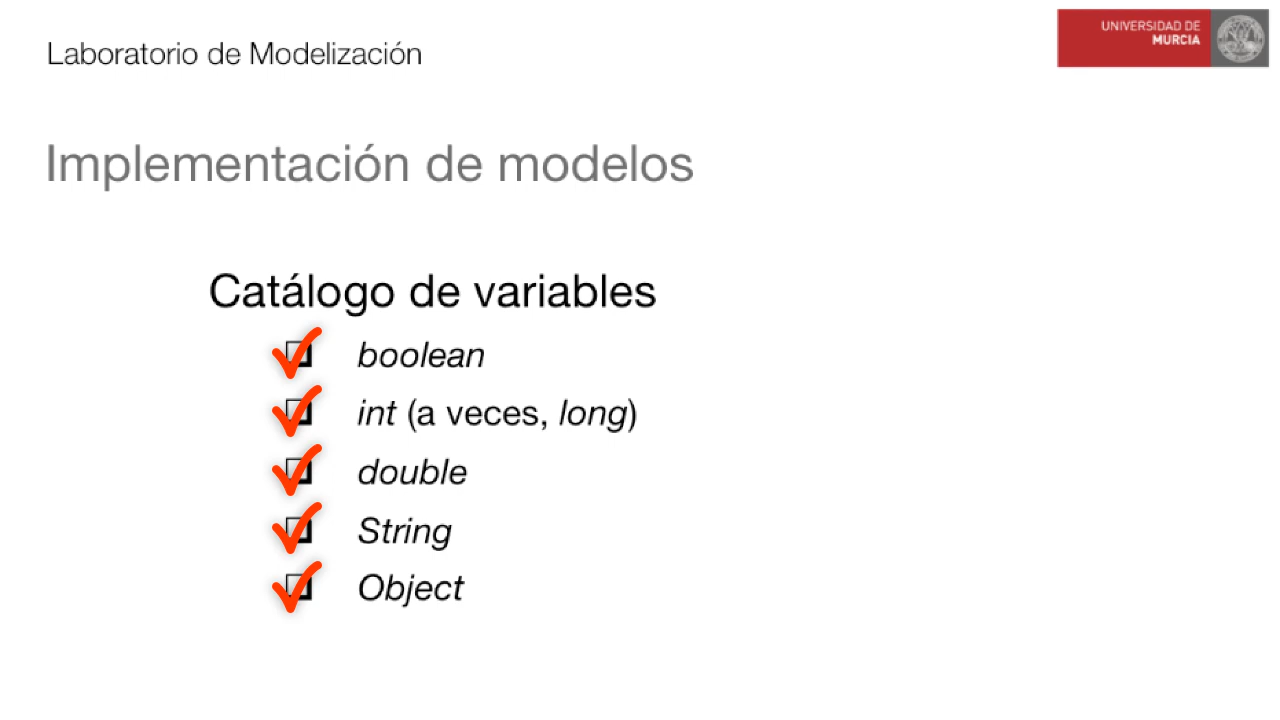 Laboratorio de Modelización
UNIVERSIDAD DE
MURCIA
Implementación de modelos
Catálogo de variables
boolean
int (a veces, long)
double
String
Object